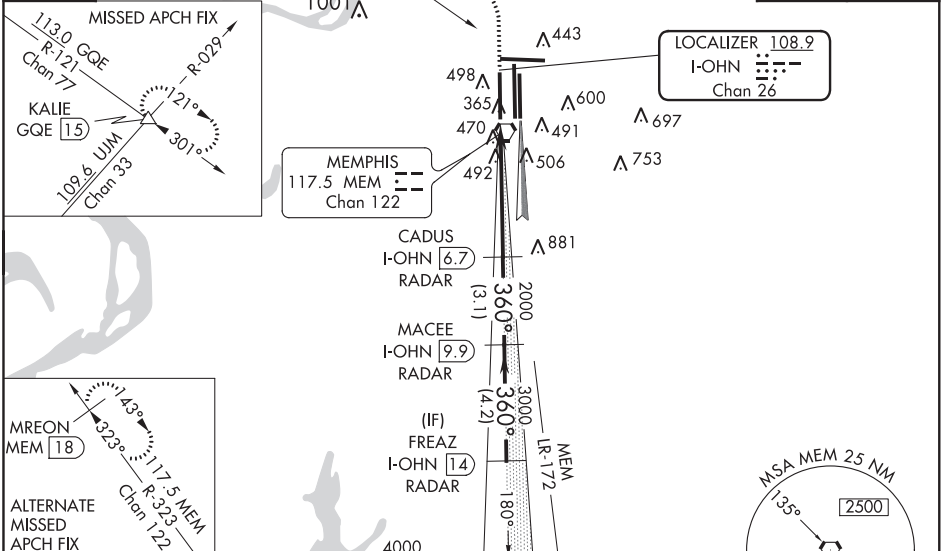 MISSED APCH FIX
113.0 GQE
R-121
Chan 77
R-029
KALIE
GQE 15
121°
301°
109.6 UJM
Chan 33
1001
443
LOCALIZER 108.9
I-OHN
Chan 26
498
365
600
470
491
697
492
506
753
MEMPHIS
117.5 MEM
Chan 122
881
CADUS
I-OHN 6.7
RADAR
2000
360°
(3.1)
MACEE
I-OHN 9.9
RADAR
3000
360°
(4.2)
(IF)
FREAZ
I-OHN 14
RADAR
MEM
LR-172
180°
4000
MREON
MEM 18
143°
323°
117.5 MEM
R-323
Chan 122
ALTERNATE
MISSED
APCH FIX
MSA MEM 25 NM
135°
2500